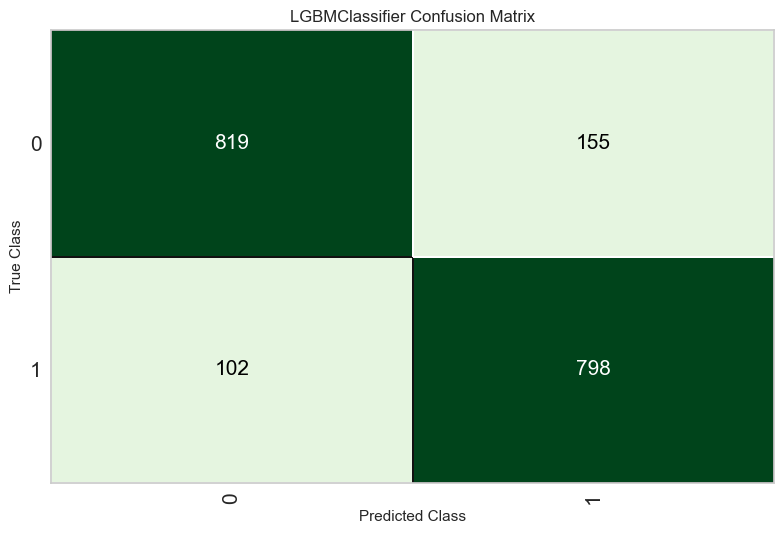 LGBMClassifier Confusion Matrix
True Class
0
819
155
1
102
798
0
1
Predicted Class